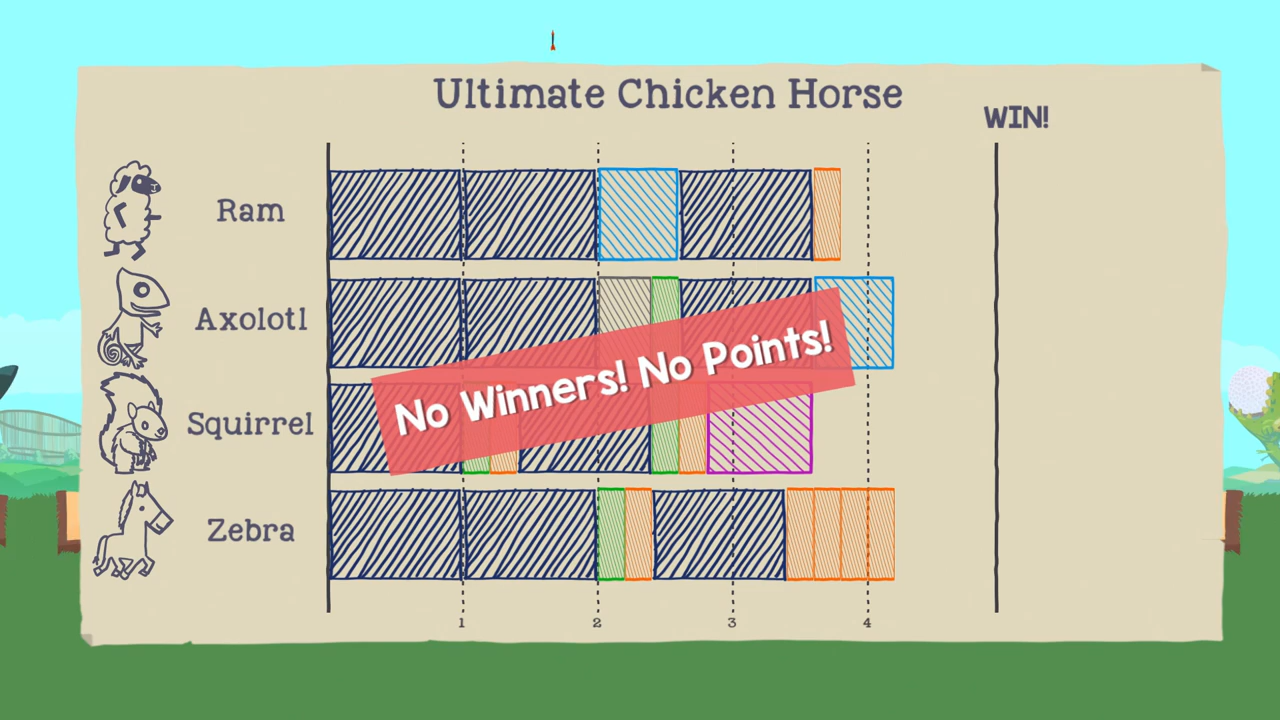 Ultimate Chicken Horse
WIN!
Ram
Axolotl
No Winners! No Points!
Squirrel
Zebra
1 2 3 4